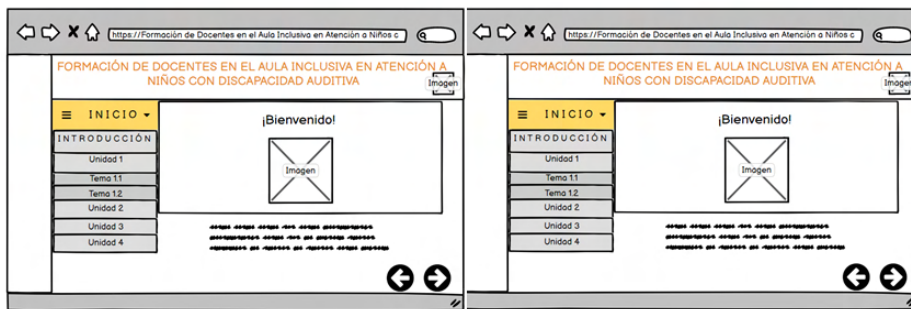 https://Formación de Docentes en el Aula Inclusiva en Atención a Niños c
FORMACIÓN DE DOCENTES EN EL AULA INCLUSIVA EN ATENCIÓN A
NIÑOS CON DISCAPACIDAD AUDITIVA
Imagen
INICIO
¡Bienvenido!
INTRODUCCIÓN
Unidad 1
Imagen
Tema 1.1
Tema 1.2
Unidad 2
Unidad 3
Unidad 4
https://Formación de Docentes en el Aula Inclusiva en Atención a Niños c
FORMACIÓN DE DOCENTES EN EL AULA INCLUSIVA EN ATENCIÓN A
NIÑOS CON DISCAPACIDAD AUDITIVA
Imagen
INICIO
¡Bienvenido!
INTRODUCCIÓN
Unidad 1
Imagen
Tema 1.1
Tema 1.2
Unidad 2
Unidad 3
Unidad 4